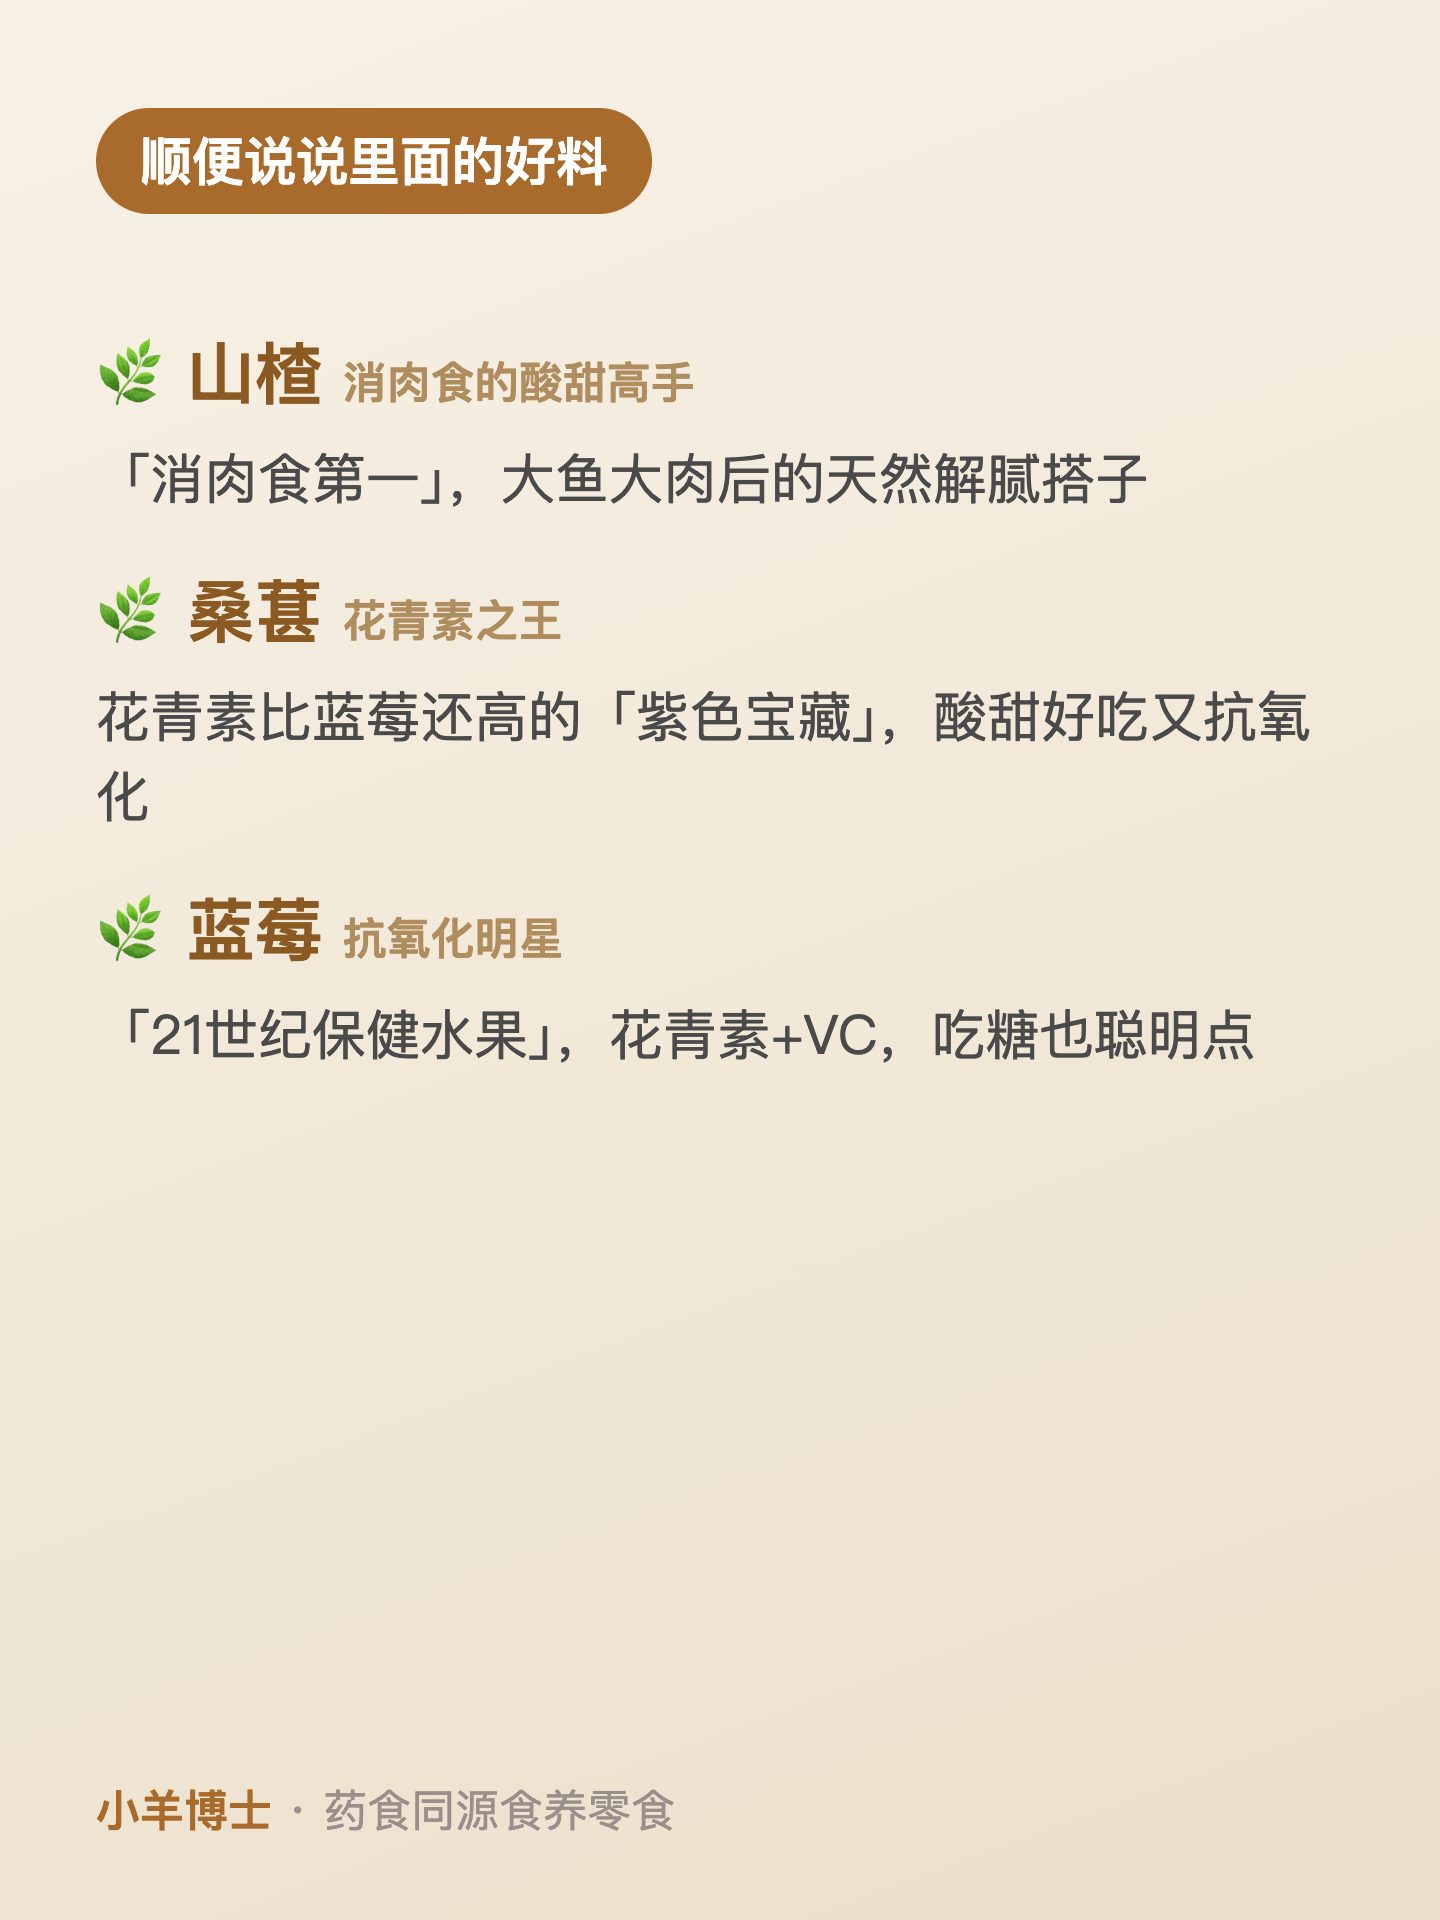 顺便说说里面的好料
🌿 山楂 消肉食的酸甜高手
「消肉食第一」，大鱼大肉后的天然解腻搭子
🌿 桑葚 花青素之王
花青素比蓝莓还高的「紫色宝藏」，酸甜好吃又抗氧
化
🌿 蓝莓 抗氧化明星
「21世纪保健水果」，花青素+VC，吃糖也聪明点
小羊博士 · 药食同源食养零食